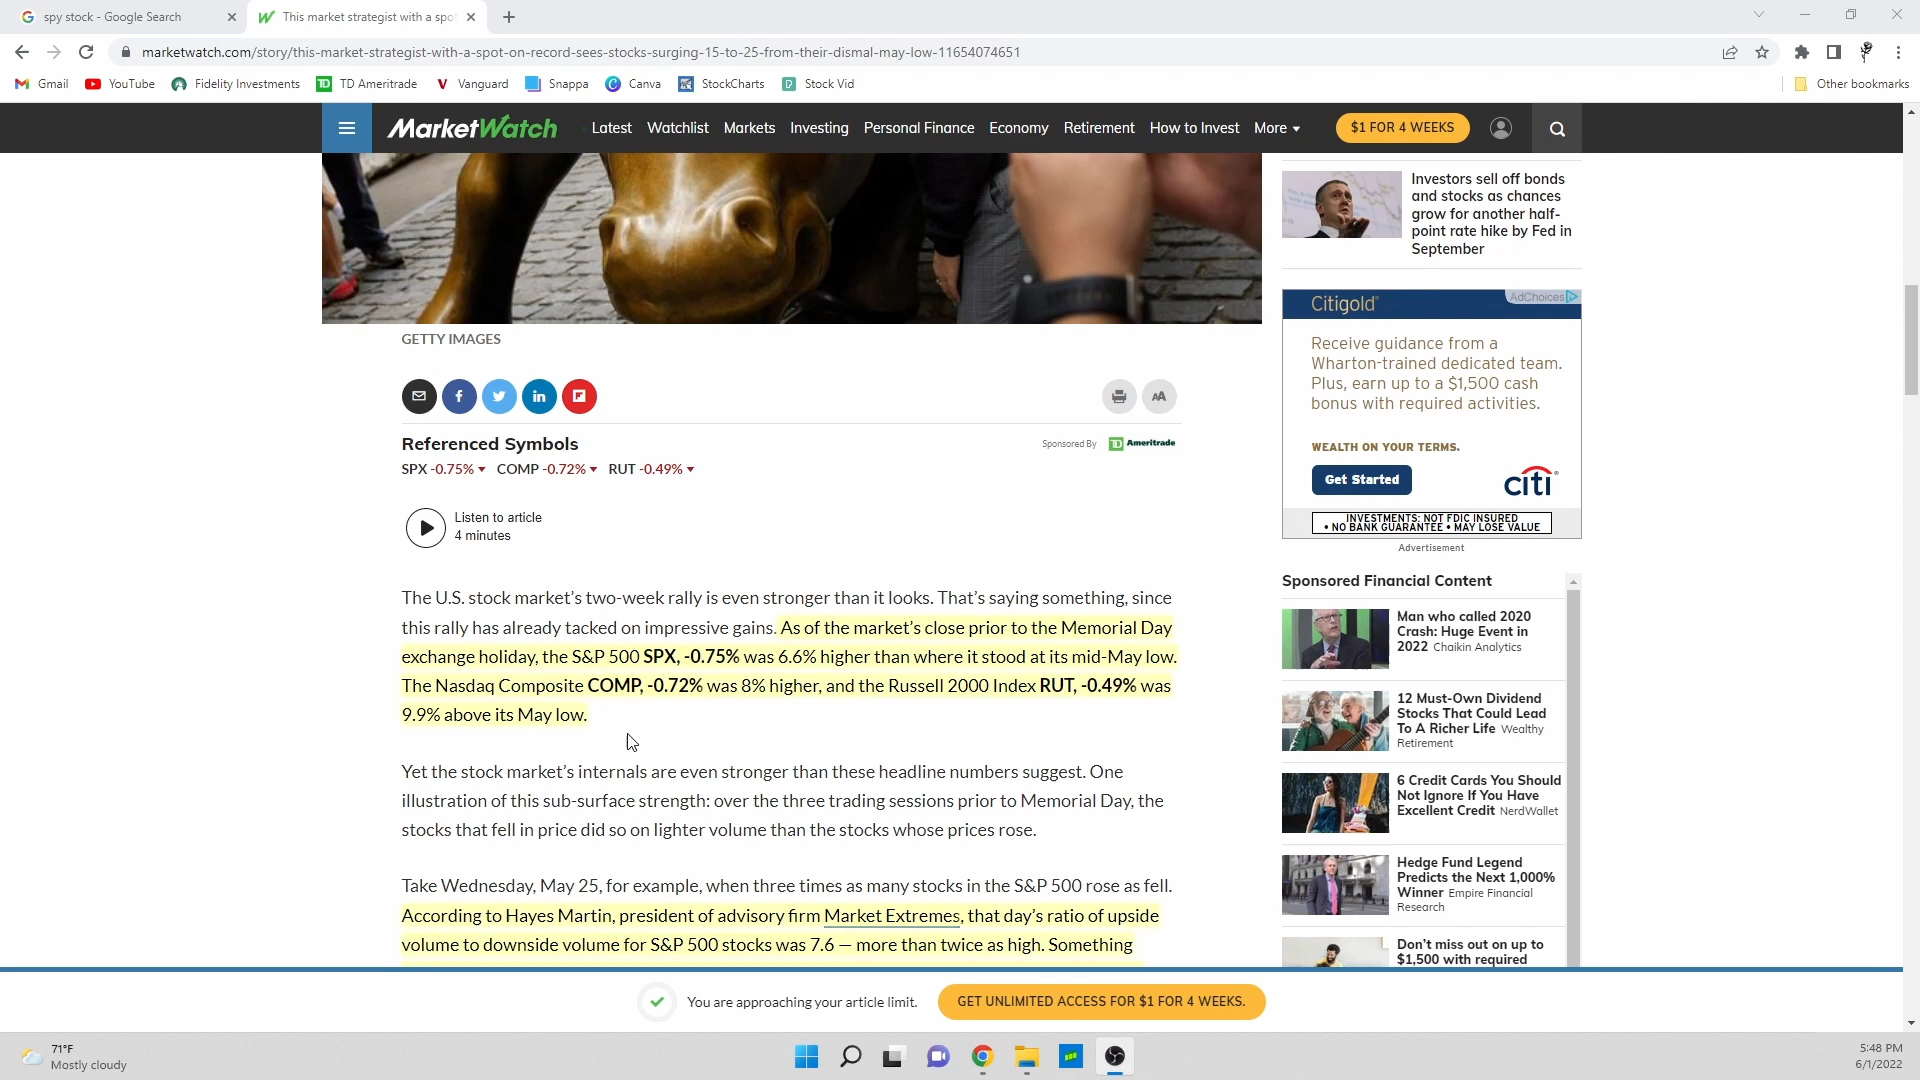 spy stock - Google Search
This market strategist with a spo
marketwatch.com/story/this-market-strategist-with-a-spot-on-record-sees-stocks-surging-15-to-25-from-their-dismal-may-low-11654074651
Gmail YouTube Fidelity Investments TD Ameritrade Vanguard Snappa Canva StockCharts Stock Vid Other bookmarks
MarketWatch Latest Watchlist Markets Investing Personal Finance Economy Retirement How to Invest More $1 FOR 4 WEEKS
GETTY IMAGES
Referenced Symbols
Sponsored By TD Ameritrade
SPX -0.75% COMP -0.72% RUT -0.49%
Listen to article
4 minutes
The U.S. stock market’s two-week rally is even stronger than it looks. That’s saying something, since
this rally has already tacked on impressive gains. As of the market’s close prior to the Memorial Day
exchange holiday, the S&P 500 SPX, -0.75% was 6.6% higher than where it stood at its mid-May low.
The Nasdaq Composite COMP, -0.72% was 8% higher, and the Russell 2000 Index RUT, -0.49% was
9.9% above its May low.
Yet the stock market’s internals are even stronger than these headline numbers suggest. One
illustration of this sub-surface strength: over the three trading sessions prior to Memorial Day, the
stocks that fell in price did so on lighter volume than the stocks whose prices rose.
Take Wednesday, May 25, for example, when three times as many stocks in the S&P 500 rose as fell.
According to Hayes Martin, president of advisory firm Market Extremes, that day’s ratio of upside
volume to downside volume for S&P 500 stocks was 7.6 — more than twice as high. Something
Investors sell off bonds
and stocks as chances
grow for another half-
point rate hike by Fed in
September
AdChoices
Citigold®
Receive guidance from a
Wharton-trained dedicated team.
Plus, earn up to a $1,500 cash
bonus with required activities.
WEALTH ON YOUR TERMS.
Get Started
citi®
INVESTMENTS: NOT FDIC INSURED
• NO BANK GUARANTEE • MAY LOSE VALUE
Advertisement
Sponsored Financial Content
Man who called 2020
Crash: Huge Event in
2022 Chaikin Analytics
12 Must-Own Dividend
Stocks That Could Lead
To A Richer Life Wealthy
Retirement
6 Credit Cards You Should
Not Ignore If You Have
Excellent Credit NerdWallet
Hedge Fund Legend
Predicts the Next 1,000%
Winner Empire Financial
Research
Don’t miss out on up to
$1,500 with required
You are approaching your article limit. GET UNLIMITED ACCESS FOR $1 FOR 4 WEEKS.
71°F
Mostly cloudy
5:48 PM
6/1/2022